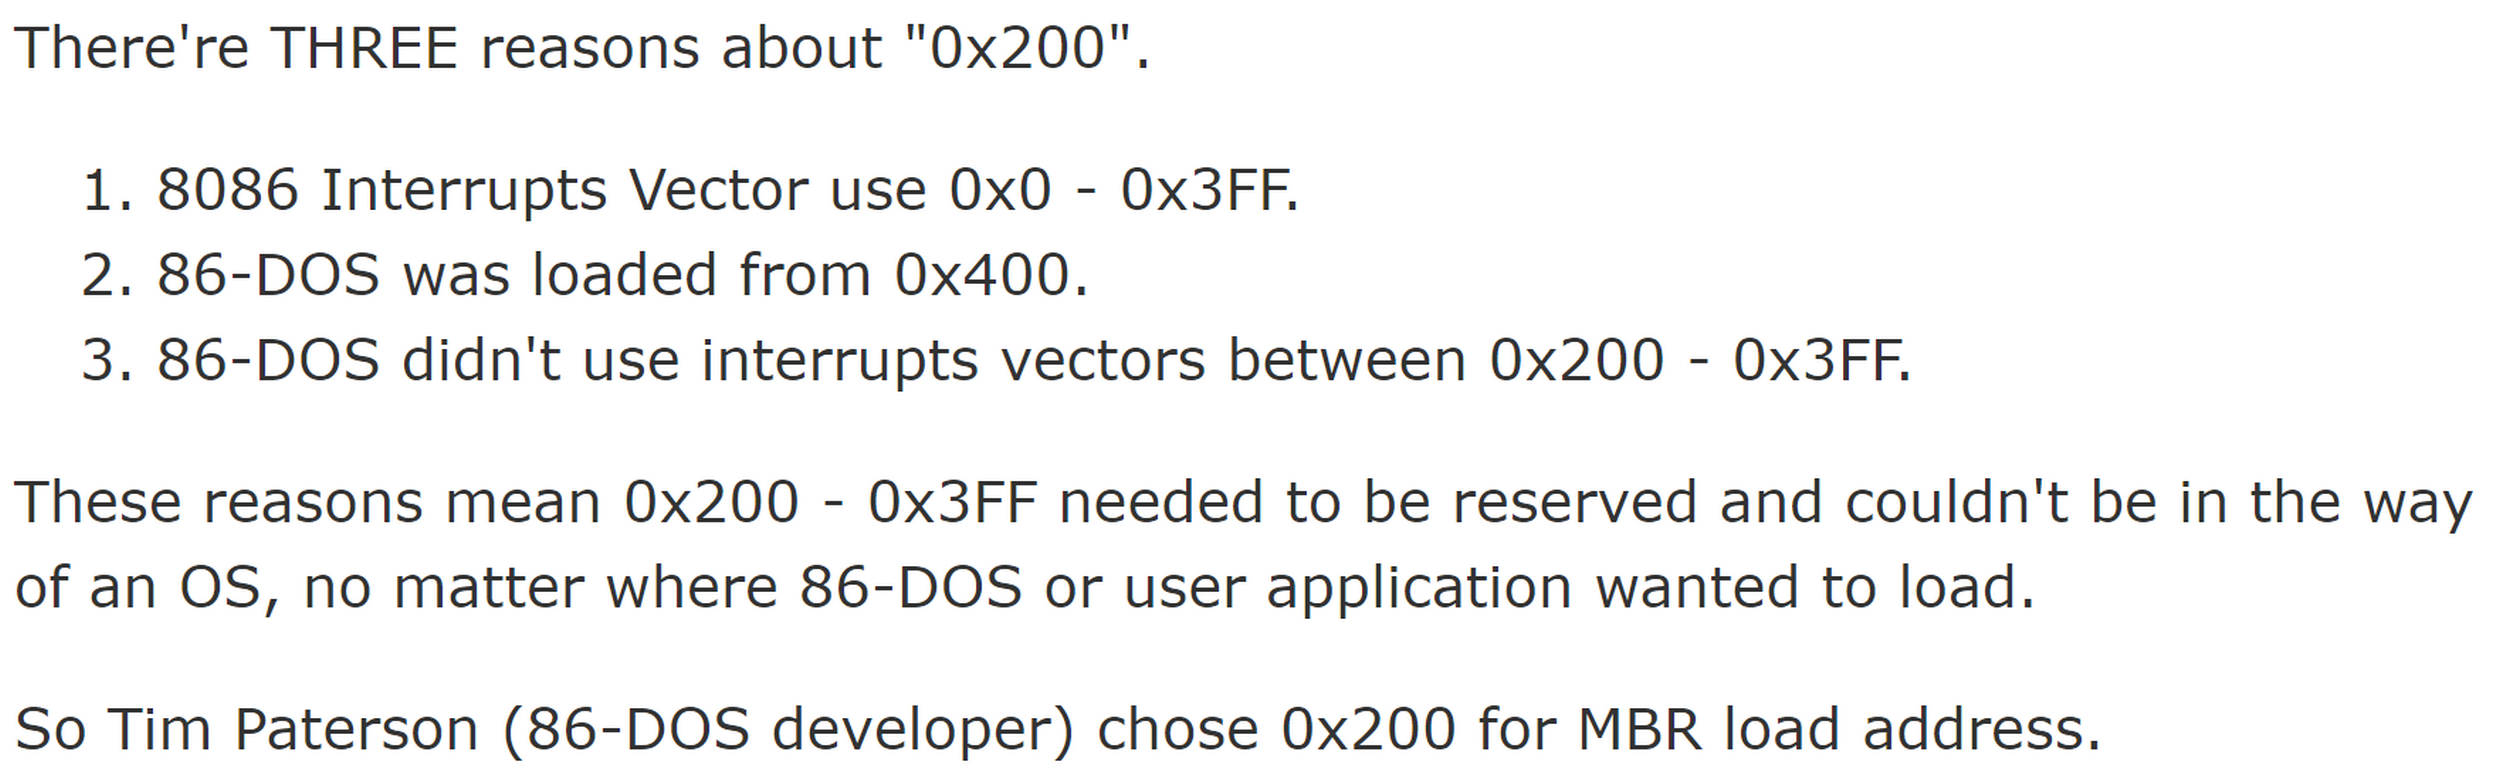 There're THREE reasons about "0x200".
1. 8086 Interrupts Vector use 0x0 - 0x3FF.
2. 86-DOS was loaded from 0x400.
3. 86-DOS didn't use interrupts vectors between 0x200 - 0x3FF.
These reasons mean 0x200 - 0x3FF needed to be reserved and couldn't be in the way
of an OS, no matter where 86-DOS or user application wanted to load.
So Tim Paterson (86-DOS developer) chose 0x200 for MBR load address.